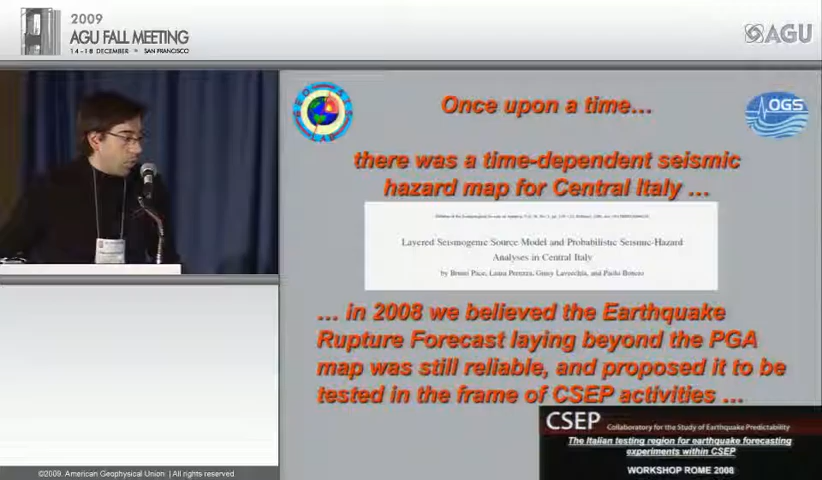 2009
AGU FALL MEETING
14-18 DECEMBER • SAN FRANCISCO
AGU
GEO SIS
LAB
OGS
Once upon a time…
there was a time-dependent seismic
hazard map for Central Italy …
Layered Seismogenic Source Model and Probabilistic Seismic-Hazard
Analyses in Central Italy
by Bruno Pace, Laura Peruzza, Giusy Lavecchia, and Paolo Boncio
… in 2008 we believed the Earthquake
Rupture Forecast laying beyond the PGA
map was still reliable, and proposed it to be
tested in the frame of CSEP activities …
CSEP Collaboratory for the Study of Earthquake Predictability
The Italian testing region for earthquake forecasting
experiments within CSEP
WORKSHOP ROME 2008
©2009. American Geophysical Union. | All rights reserved